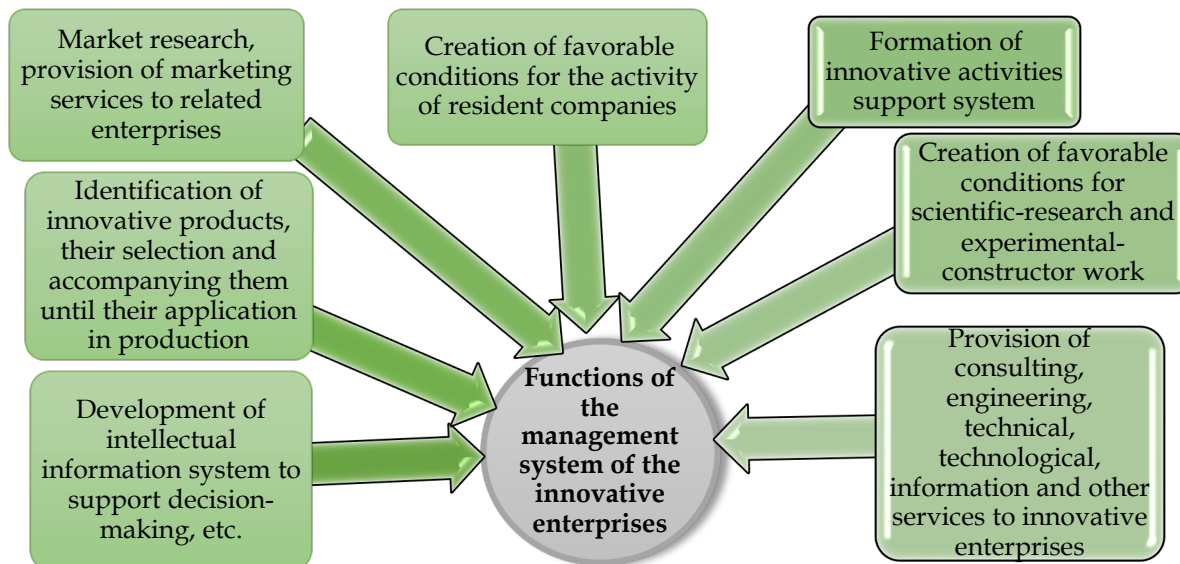 Market research,
provision of marketing
services to related
enterprises
Creation of favorable
conditions for the activity
of resident companies
Formation of
innovative activities
support system
Identification of
innovative products,
their selection and
accompanying them
until their application
in production
Creation of favorable
conditions for
scientific-research and
experimental-
constructor work
Development of
intellectual
information system to
support decision-
making, etc.
Functions of
the
management
system of the
innovative
enterprises
Provision of
consulting,
engineering,
technical,
technological,
information and other
services to innovative
enterprises